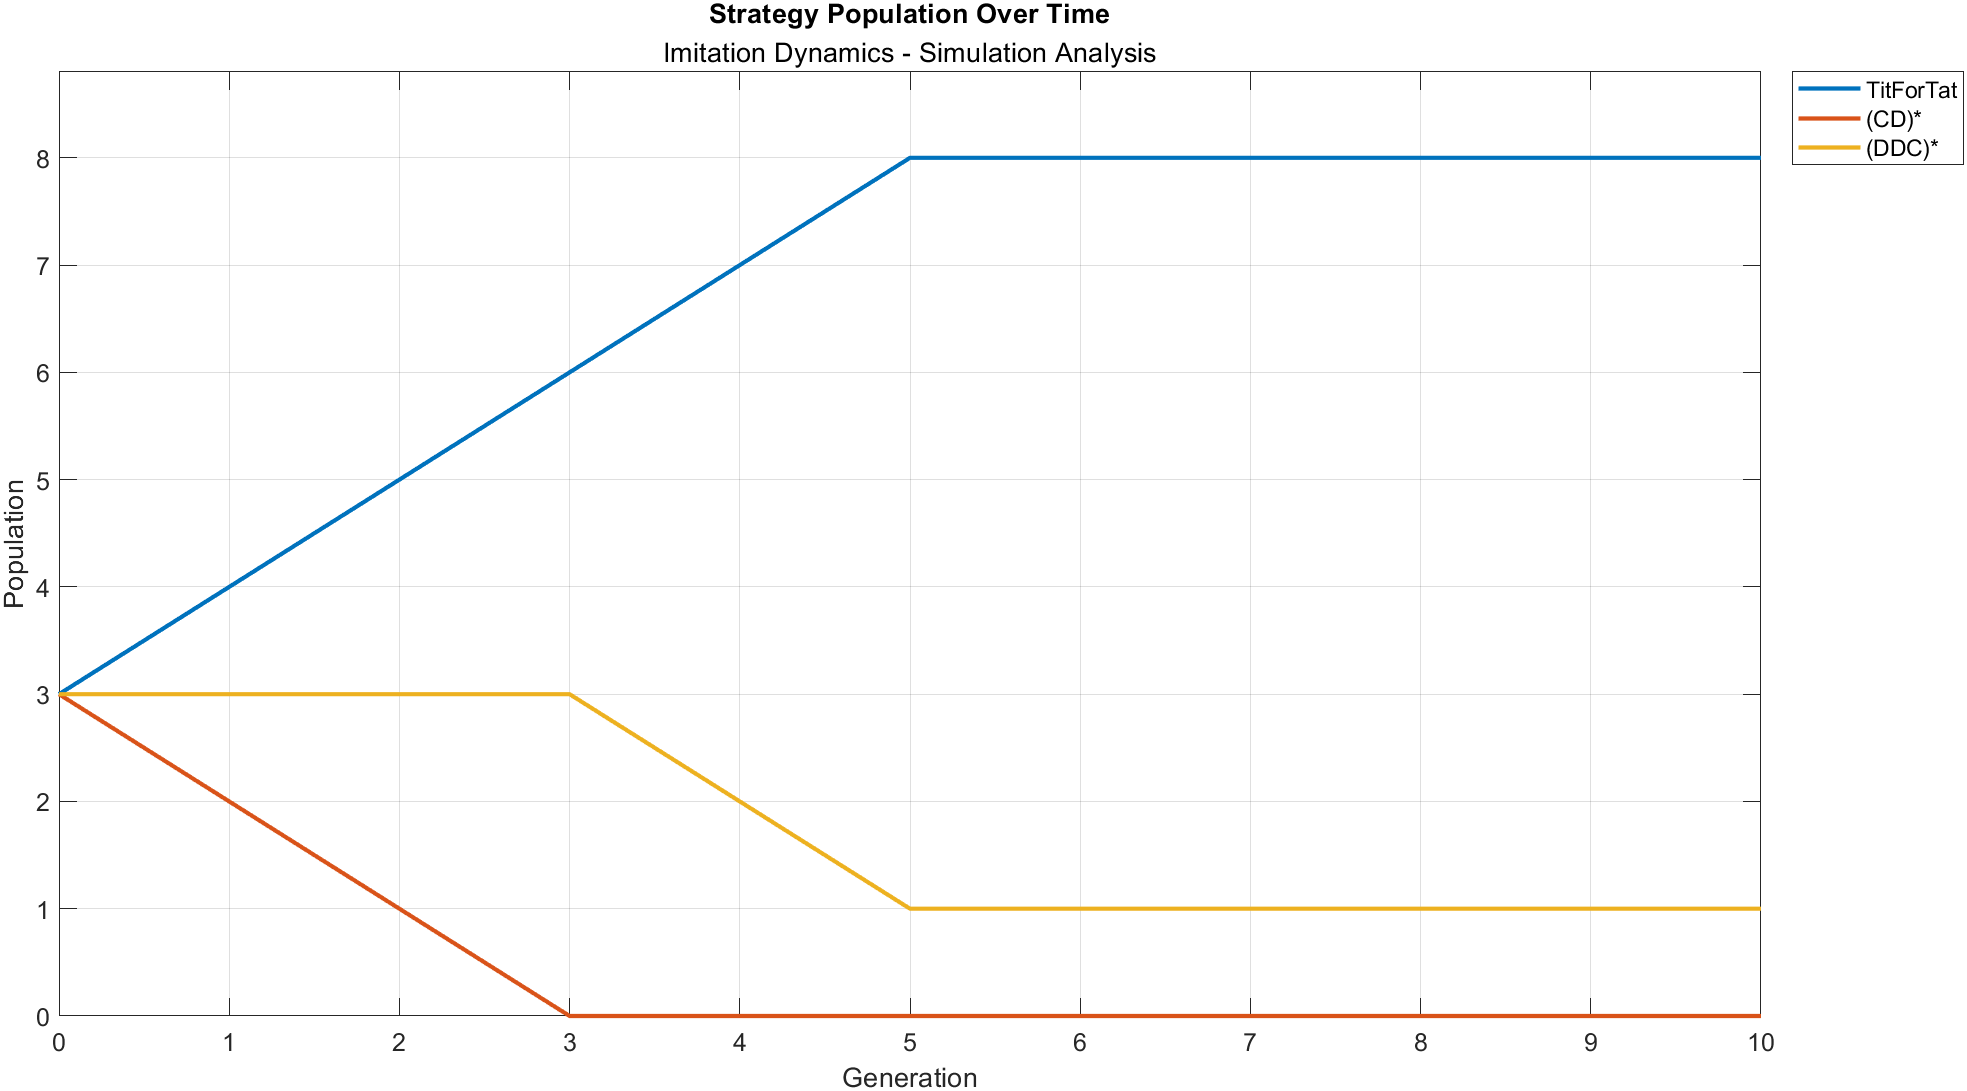 Strategy Population Over Time
Imitation Dynamics - Simulation Analysis
TitForTat
(CD)*
(DDC)*
8
7
6
5
4
3
2
1
0
Population
0 1 2 3 4 5 6 7 8 9 10
Generation